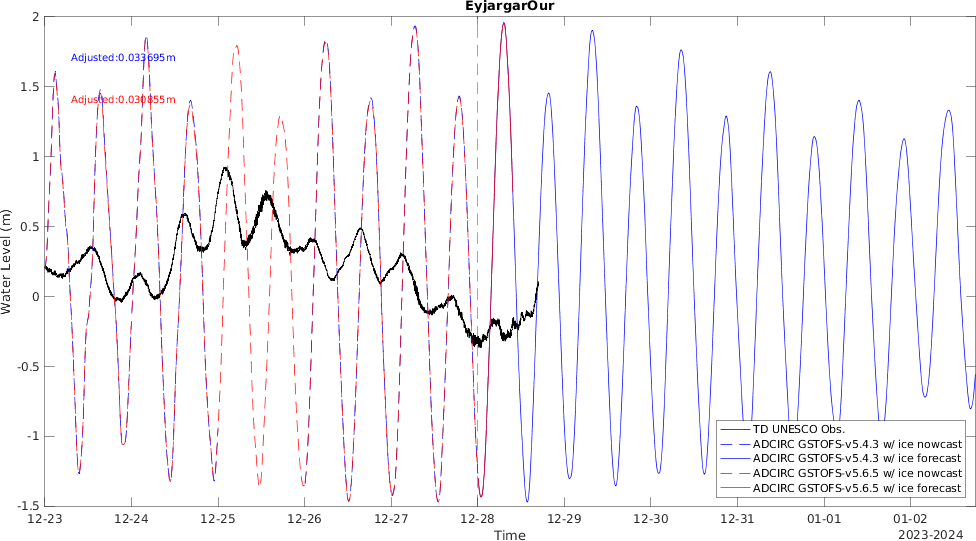 EyjargarOur
2
1.5
1
0.5
0
-0.5
-1
-1.5
Water Level (m)
Adjusted:0.033695m
Adjusted:0.030855m
TD UNESCO Obs.
ADCIRC GSTOFS-v5.4.3 w/ ice nowcast
ADCIRC GSTOFS-v5.4.3 w/ ice forecast
ADCIRC GSTOFS-v5.6.5 w/ ice nowcast
ADCIRC GSTOFS-v5.6.5 w/ ice forecast
12-23 12-24 12-25 12-26 12-27 12-28 12-29 12-30 12-31 01-01 01-02
Time
2023-2024